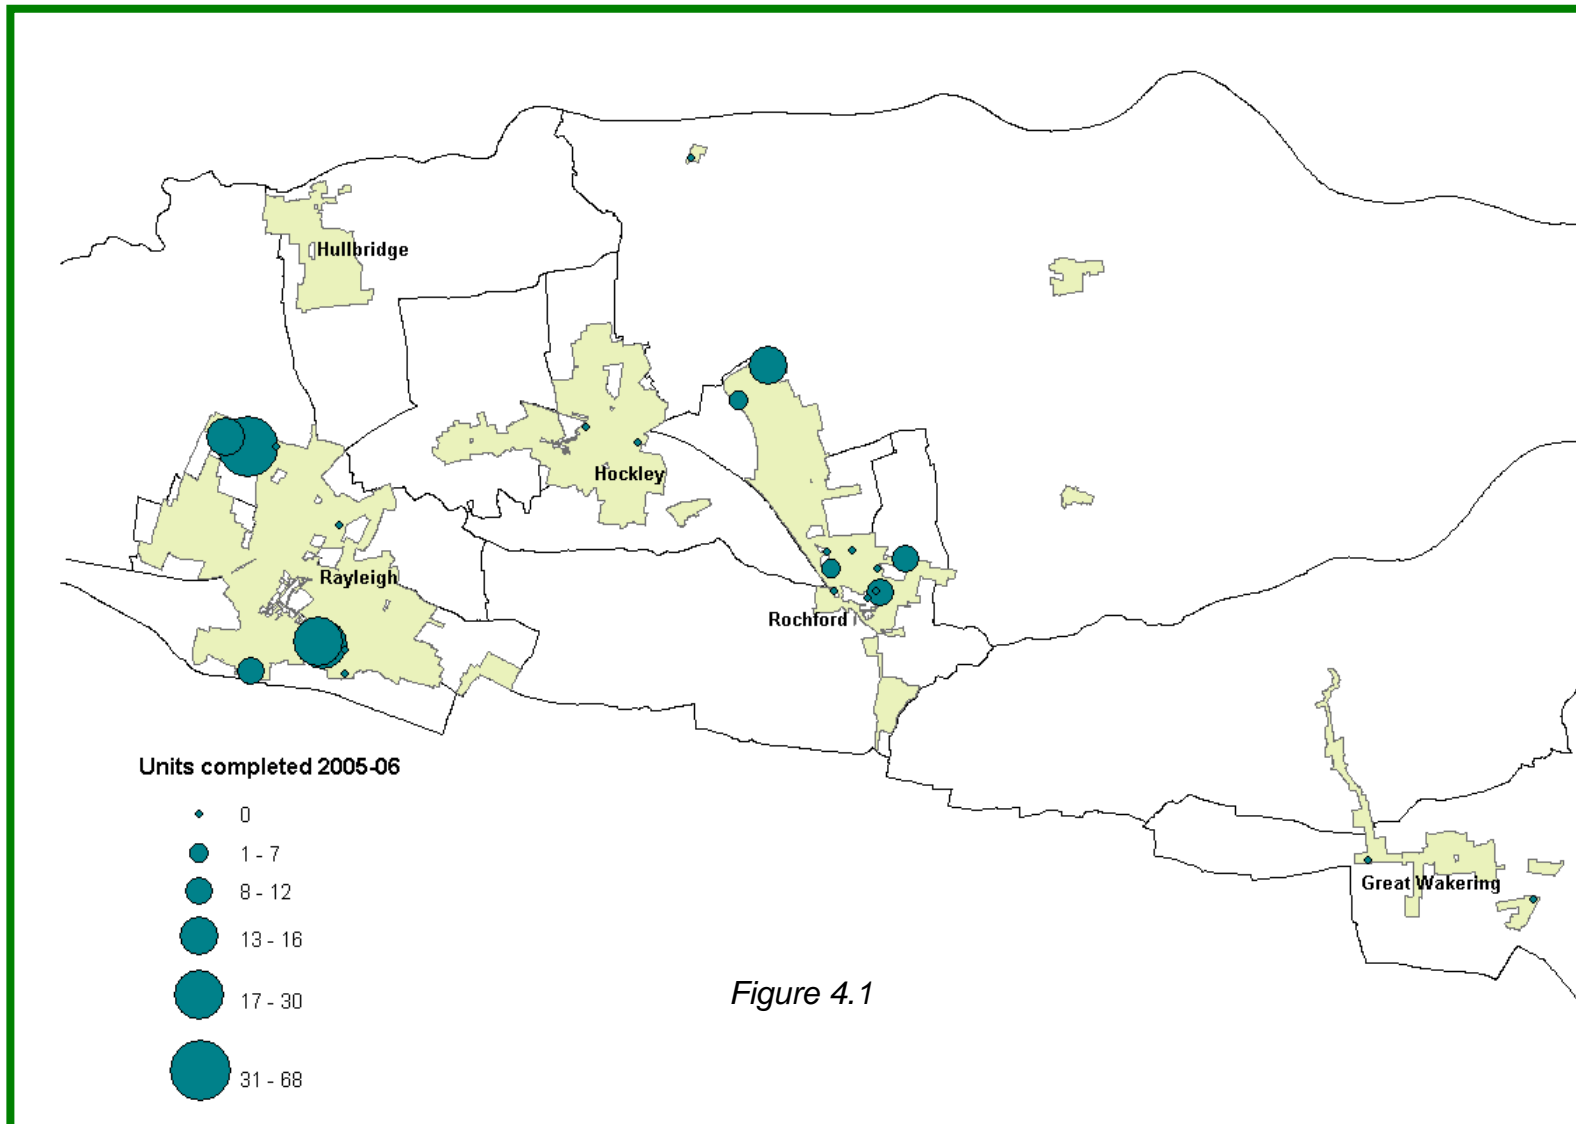 Hullbridge
Hockley
Rayleigh
Rochford
Units completed 2005-06
0
1 - 7
8 - 12
13 - 16
17 - 30
31 - 68
Great Wakering
Figure 4.1